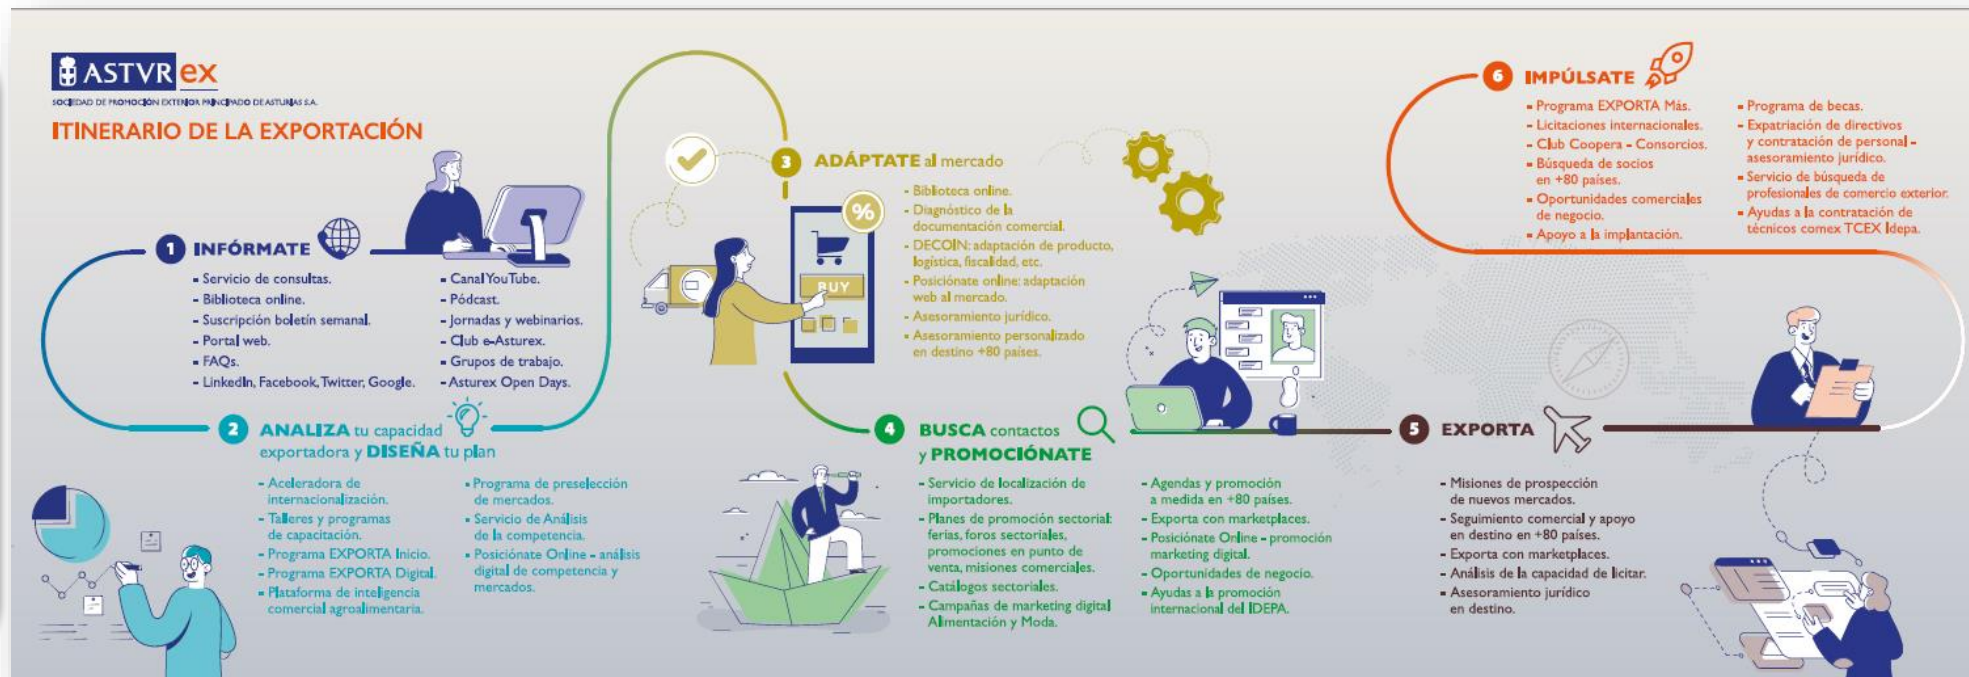 ASTVR ex
SOCIEDAD DE PROMOCIÓN EXTERIOR PRINCIPADO DE ASTURIAS S.A.
ITINERARIO DE LA EXPORTACIÓN
1 INFÓRMATE
- Servicio de consultas.
- Biblioteca online.
- Suscripción boletín semanal.
- Portal web.
- FAQs.
- LinkedIn, Facebook, Twitter, Google.
- Canal YouTube.
- Pódcast.
- Jornadas y webinarios.
- Club e-Asturex.
- Grupos de trabajo.
- Asturex Open Days.
2 ANALIZA tu capacidad
exportadora y DISEÑA tu plan
- Aceleradora de
internacionalización.
- Talleres y programas
de capacitación.
- Programa EXPORTA Inicio.
- Programa EXPORTA Digital.
- Plataforma de inteligencia
comercial agroalimentaria.
- Programa de preselección
de mercados.
- Servicio de Análisis
de la competencia.
- Posiciónate Online - análisis
digital de competencia y
mercados.
3 ADÁPTATE al mercado
- Biblioteca online.
- Diagnóstico de la
documentación comercial.
- DECOIN: adaptación de producto,
logística, fiscalidad, etc.
- Posiciónate online: adaptación
web al mercado.
- Asesoramiento jurídico.
- Asesoramiento personalizado
en destino +80 países.
%
BUY
4 BUSCA contactos
y PROMOCIÓNATE
- Servicio de localización de
importadores.
- Planes de promoción sectorial:
ferias, foros sectoriales,
promociones en punto de
venta, misiones comerciales.
- Catálogos sectoriales.
- Campañas de marketing digital
Alimentación y Moda.
- Agendas y promoción
a medida en +80 países.
- Exporta con marketplaces.
- Posiciónate Online - promoción
marketing digital.
- Oportunidades de negocio.
- Ayudas a la promoción
internacional del IDEPA.
5 EXPORTA
- Misiones de prospección
de nuevos mercados.
- Seguimiento comercial y apoyo
en destino en +80 países.
- Exporta con marketplaces.
- Análisis de la capacidad de licitar.
- Asesoramiento jurídico
en destino.
6 IMPÚLSATE
- Programa EXPORTA Más.
- Licitaciones internacionales.
- Club Coopera - Consorcios.
- Búsqueda de socios
en +80 países.
- Oportunidades comerciales
de negocio.
- Apoyo a la implantación.
- Programa de becas.
- Expatriación de directivos
y contratación de personal -
asesoramiento jurídico.
- Servicio de búsqueda de
profesionales de comercio exterior.
- Ayudas a la contratación de
técnicos comex TCEX Idepa.